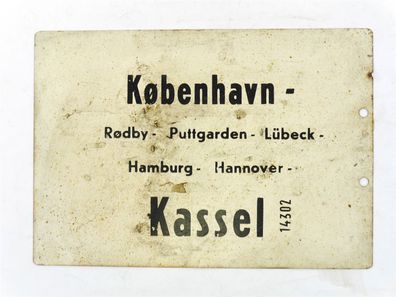 København -
Rødby - Puttgarden - Lübeck -
Hamburg - Hannover -
Kassel
14302